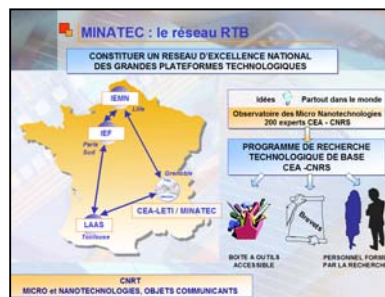 MINATEC : le réseau RTB
CONSTITUER UN RESEAU D'EXCELLENCE NATIONAL
DES GRANDES PLATEFORMES TECHNOLOGIQUES
IEMN
Lille
IEF
Paris
Sud
Grenoble
CEA-LETI / MINATEC
LAAS
Toulouse
idées
Partout dans le monde
Observatoire des Micro Nanotechnologies
200 experts CEA - CNRS
PROGRAMME DE RECHERCHE
TECHNOLOGIQUE DE BASE
CEA -CNRS
Brevets
BOITE A OUTILS
ACCESSIBLE
PERSONNEL FORME
PAR LA RECHERCHE
CNRT
MICRO et NANOTECHNOLOGIES, OBJETS COMMUNICANTS